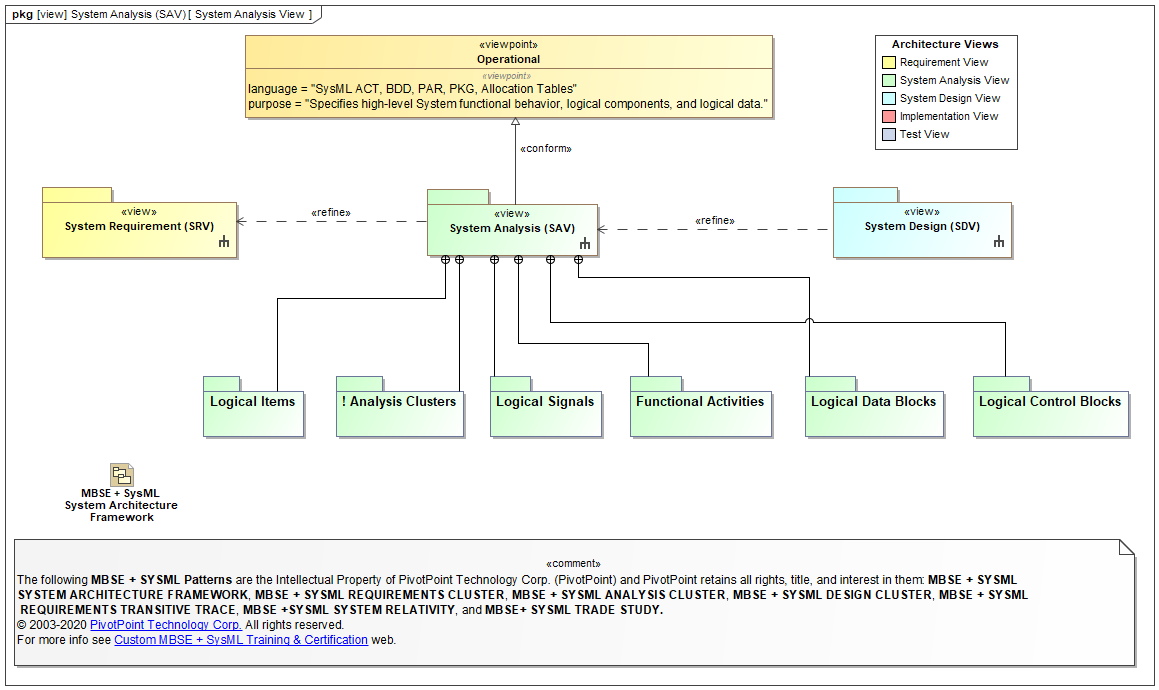 pkg [view] System Analysis (SAV) [ System Analysis View ]
«viewpoint»
Operational
«viewpoint»
language = "SysML ACT, BDD, PAR, PKG, Allocation Tables"
purpose = "Specifies high-level System functional behavior, logical components, and logical data."
Architecture Views
Requirement View
System Analysis View
System Design View
Implementation View
Test View
«conform»
«view»
System Requirement (SRV)
«refine»
«view»
System Analysis (SAV)
«refine»
«view»
System Design (SDV)
Logical Items
! Analysis Clusters
Logical Signals
Functional Activities
Logical Data Blocks
Logical Control Blocks
MBSE + SysML
System Architecture
Framework
«comment»
The following MBSE + SYSML Patterns are the Intellectual Property of PivotPoint Technology Corp. (PivotPoint) and PivotPoint retains all rights, title, and interest in them: MBSE + SYSML
SYSTEM ARCHITECTURE FRAMEWORK, MBSE + SYSML REQUIREMENTS CLUSTER, MBSE + SYSML ANALYSIS CLUSTER, MBSE + SYSML DESIGN CLUSTER, MBSE + SYSML
REQUIREMENTS TRANSITIVE TRACE, MBSE +SYSML SYSTEM RELATIVITY, and MBSE+ SYSML TRADE STUDY.
© 2003-2020 PivotPoint Technology Corp. All rights reserved.
For more info see Custom MBSE + SysML Training & Certification web.